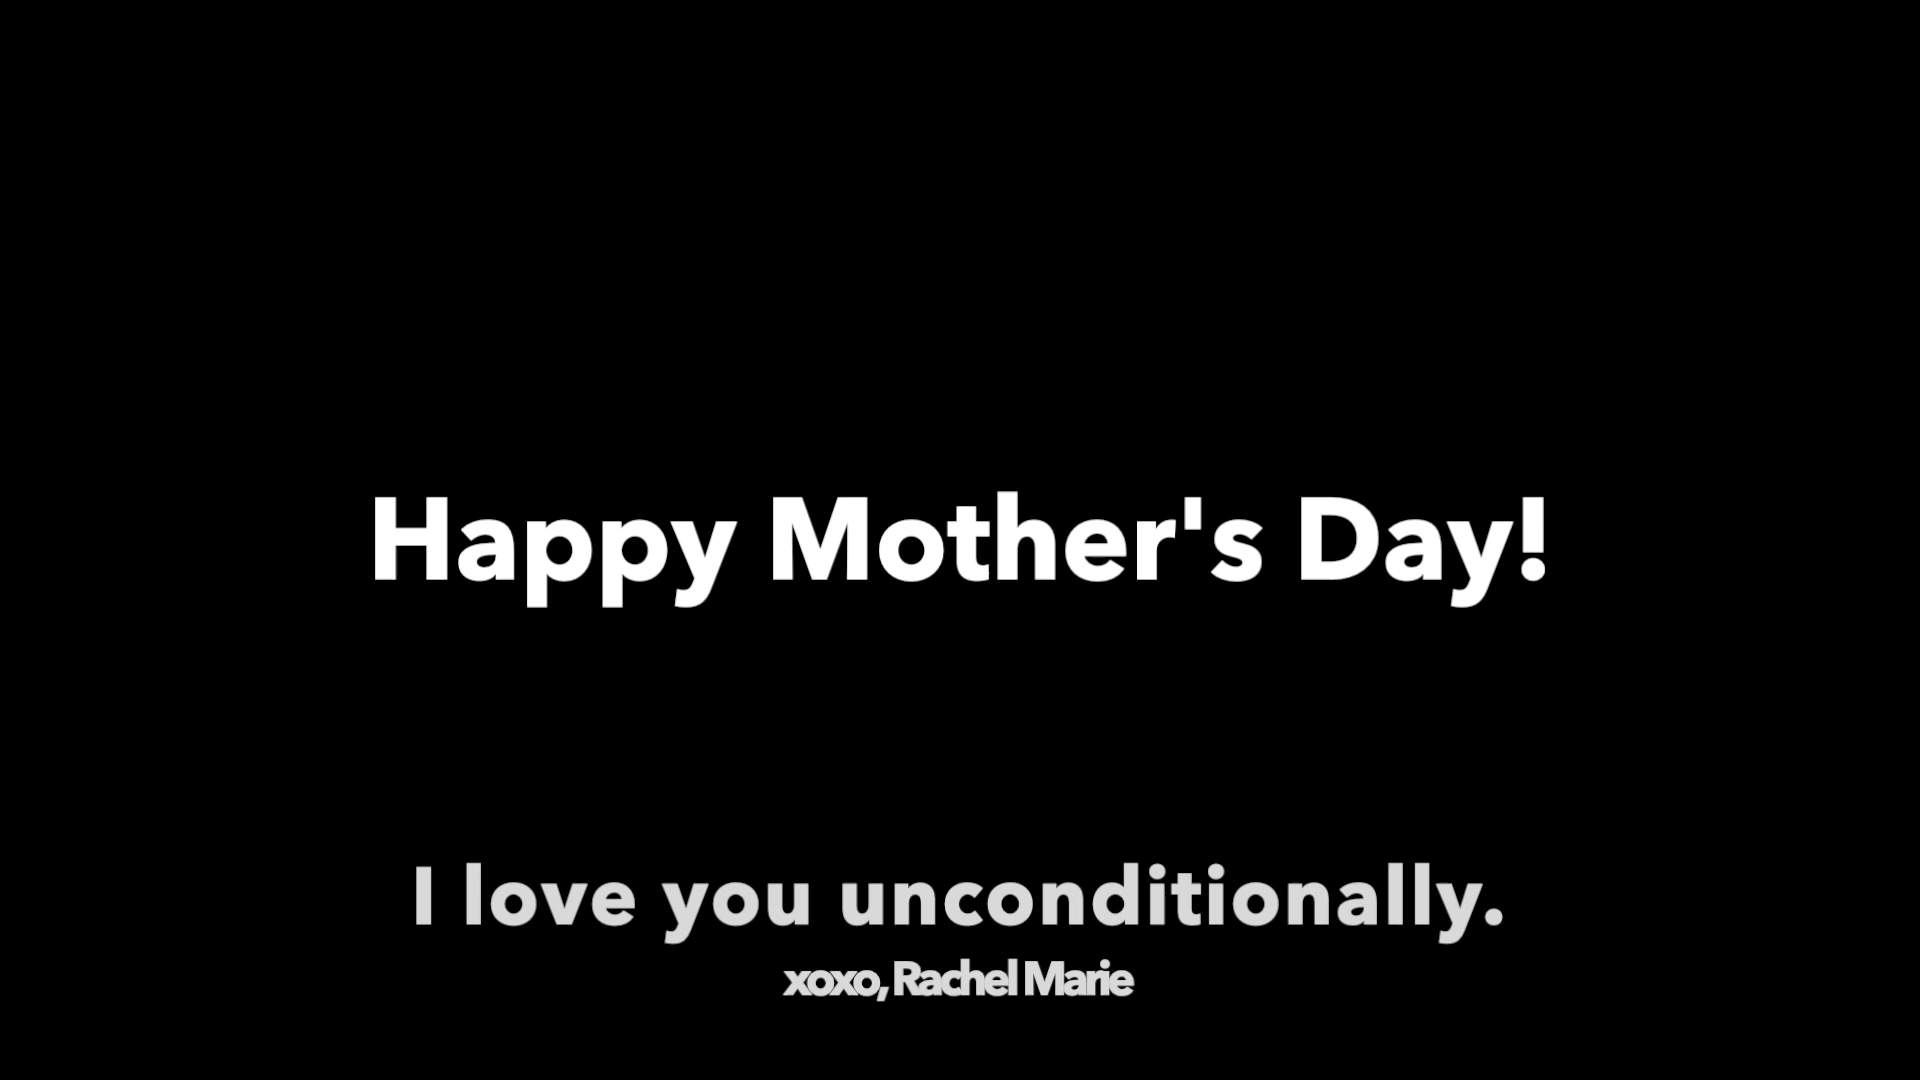 Happy Mother's Day!
I love you unconditionally.
xoxo, Rachel Marie